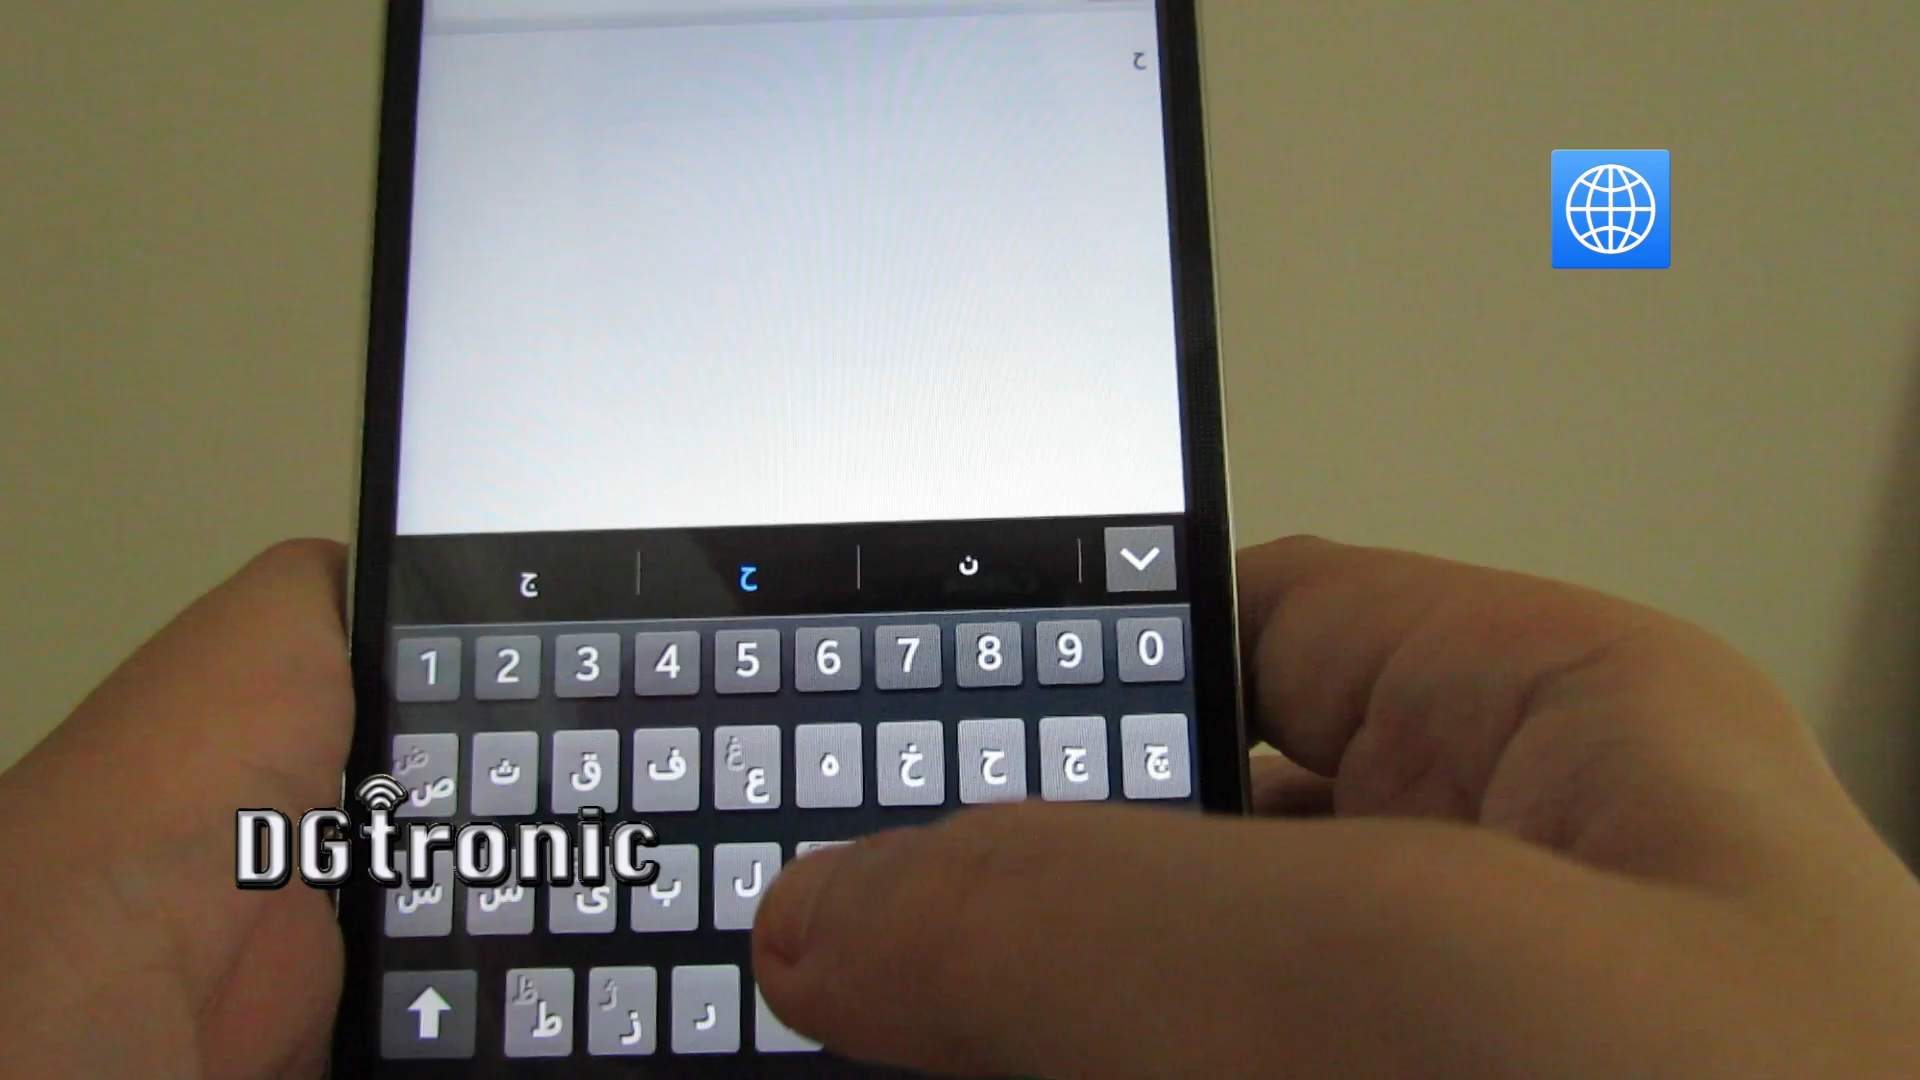 ح
ج ح ن
1 2 3 4 5 6 7 8 9 0
ض ص ث ق ف غ ع ه خ ح ج چ
DGtronic
ش س ی ب ل
ظ ط ژ ز ر